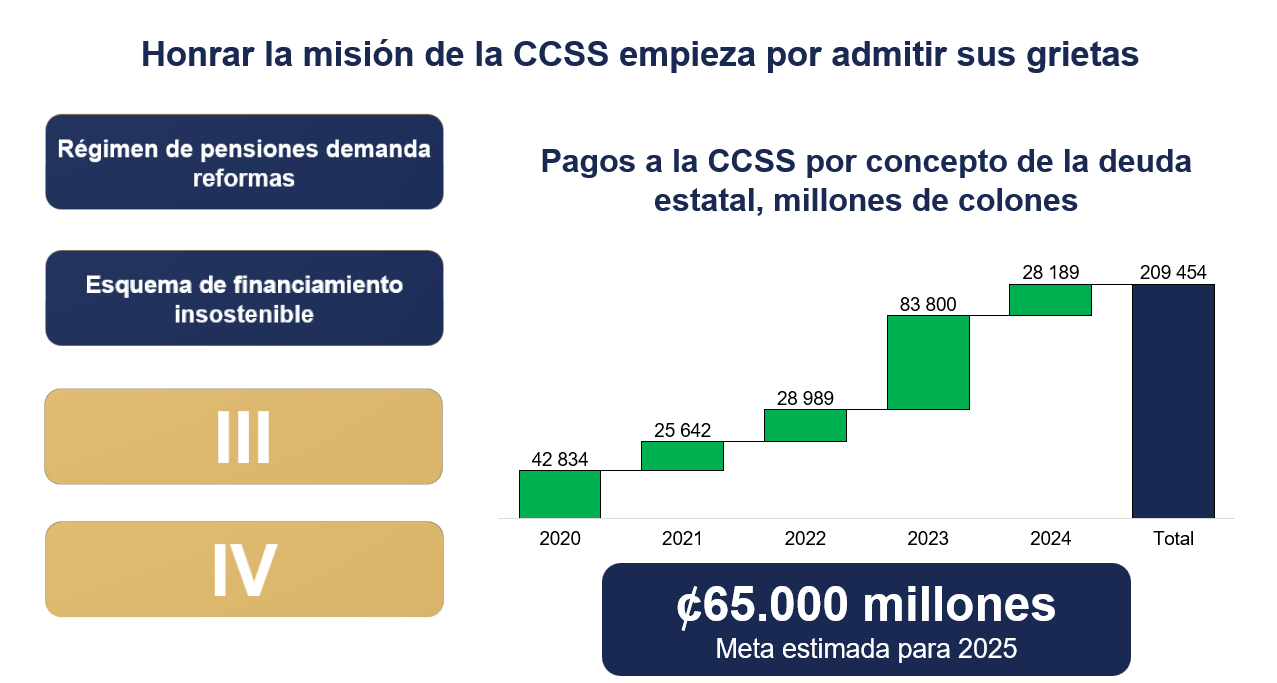 Honrar la misión de la CCSS empieza por admitir sus grietas
Régimen de pensiones demanda
reformas
Esquema de financiamiento
insostenible
III
IV
Pagos a la CCSS por concepto de la deuda
estatal, millones de colones
42 834
25 642
28 989
83 800
28 189
209 454
2020
2021
2022
2023
2024
Total
₡65.000 millones
Meta estimada para 2025